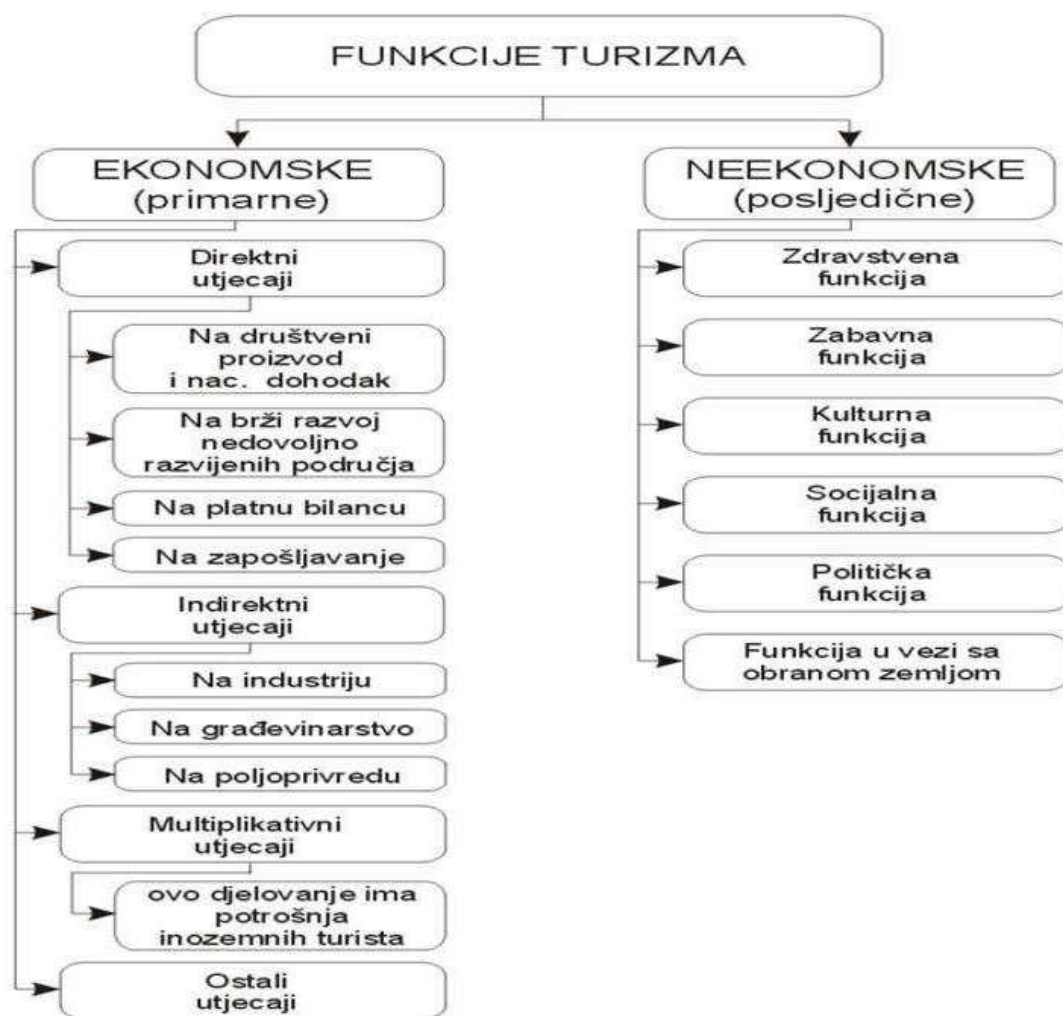 FUNKCIJE TURIZMA
EKONOMSKE
(primarne)
Direktni
utjecaji
Na društveni
proizvod
i nac. dohodak
Na brži razvoj
nedovoljno
razvijenih područja
Na platnu bilancu
Na zapošljavanje
Indirektni
utjecaji
Na industriju
Na građevinarstvo
Na poljoprivredu
Multiplikativni
utjecaji
ovo djelovanje ima
potrošnja
inozemnih turista
Ostali
utjecaji
NEEKONOMSKE
(posljedične)
Zdravstvena
funkcija
Zabavna
funkcija
Kulturna
funkcija
Socijalna
funkcija
Politička
funkcija
Funkcija u vezi sa
obranom zemljom